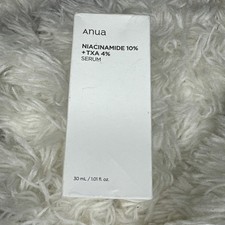 Anua
NIACINAMIDE 10%
+ TXA 4%
SERUM
30 mL / 1.01 fl. oz.